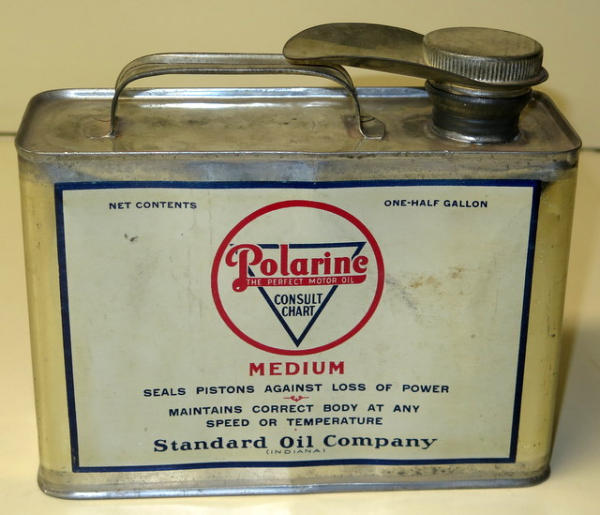 NET CONTENTS ONE-HALF GALLON
Polarine
THE PERFECT MOTOR OIL
CONSULT
CHART
MEDIUM
SEALS PISTONS AGAINST LOSS OF POWER
MAINTAINS CORRECT BODY AT ANY
SPEED OR TEMPERATURE
Standard Oil Company
(INDIANA)